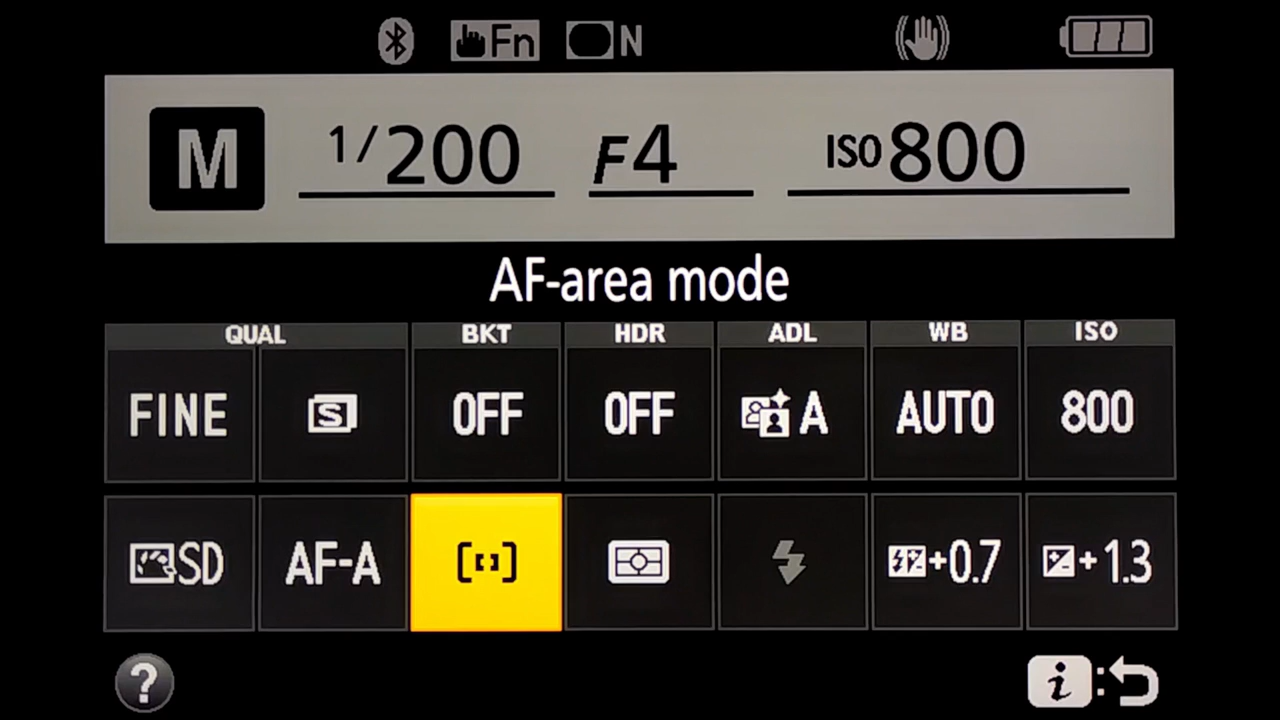 Fn N
M 1/200 F4 ISO 800
AF-area mode
QUAL BKT HDR ADL WB ISO
FINE S OFF OFF A AUTO 800
SD AF-A [ ] +0.7 +1.3
? i: